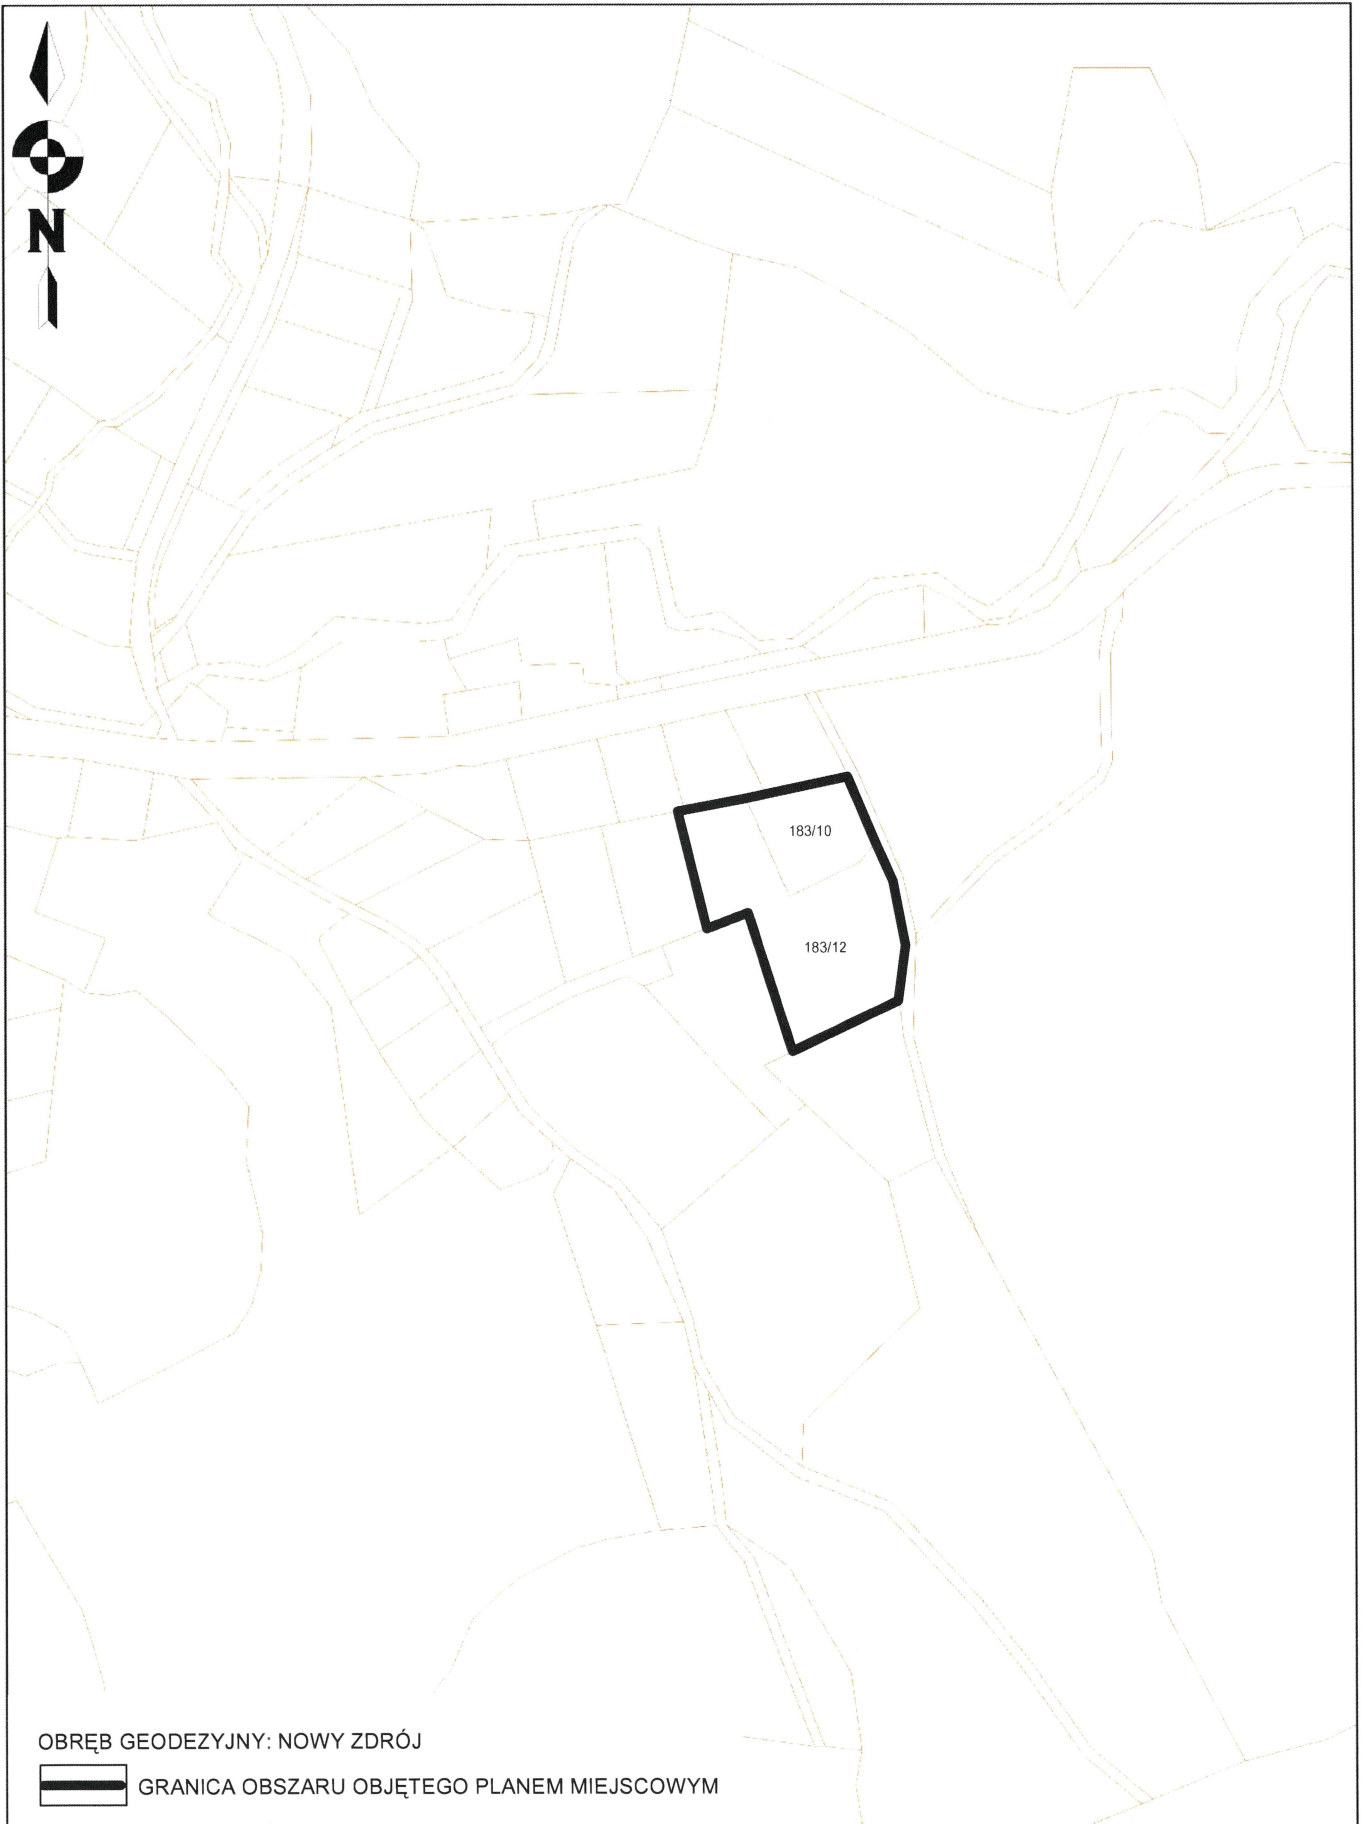 N
183/10
183/12
OBRĘB GEODEZYJNY: NOWY ZDRÓJ
GRANICA OBSZARU OBJĘTEGO PLANEM MIEJSCOWYM